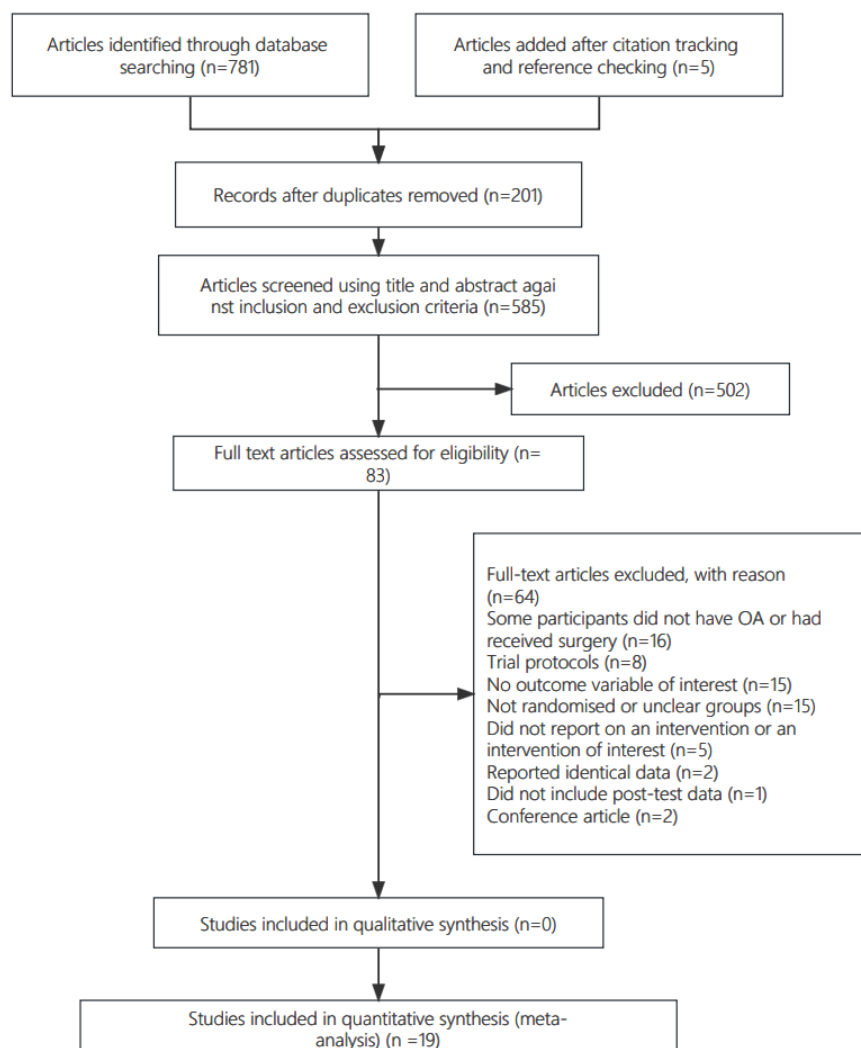 Articles identified through database
searching (n=781)
Articles added after citation tracking
and reference checking (n=5)
Records after duplicates removed (n=201)
Articles screened using title and abstract agai
nst inclusion and exclusion criteria (n=585)
Articles excluded (n=502)
Full text articles assessed for eligibility (n=
83)
Full-text articles excluded, with reason
(n=64)
Some participants did not have OA or had
received surgery (n=16)
Trial protocols (n=8)
No outcome variable of interest (n=15)
Not randomised or unclear groups (n=15)
Did not report on an intervention or an
intervention of interest (n=5)
Reported identical data (n=2)
Did not include post-test data (n=1)
Conference article (n=2)
Studies included in qualitative synthesis (n=0)
Studies included in quantitative synthesis (meta-
analysis) (n =19)